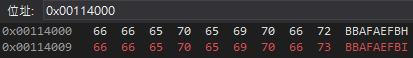 位址: 0x00114000
0x00114000 66 66 65 70 65 69 70 66 72 BBAFAEFBH
0x00114009 66 66 65 70 65 69 70 66 73 BBAFAEFBI